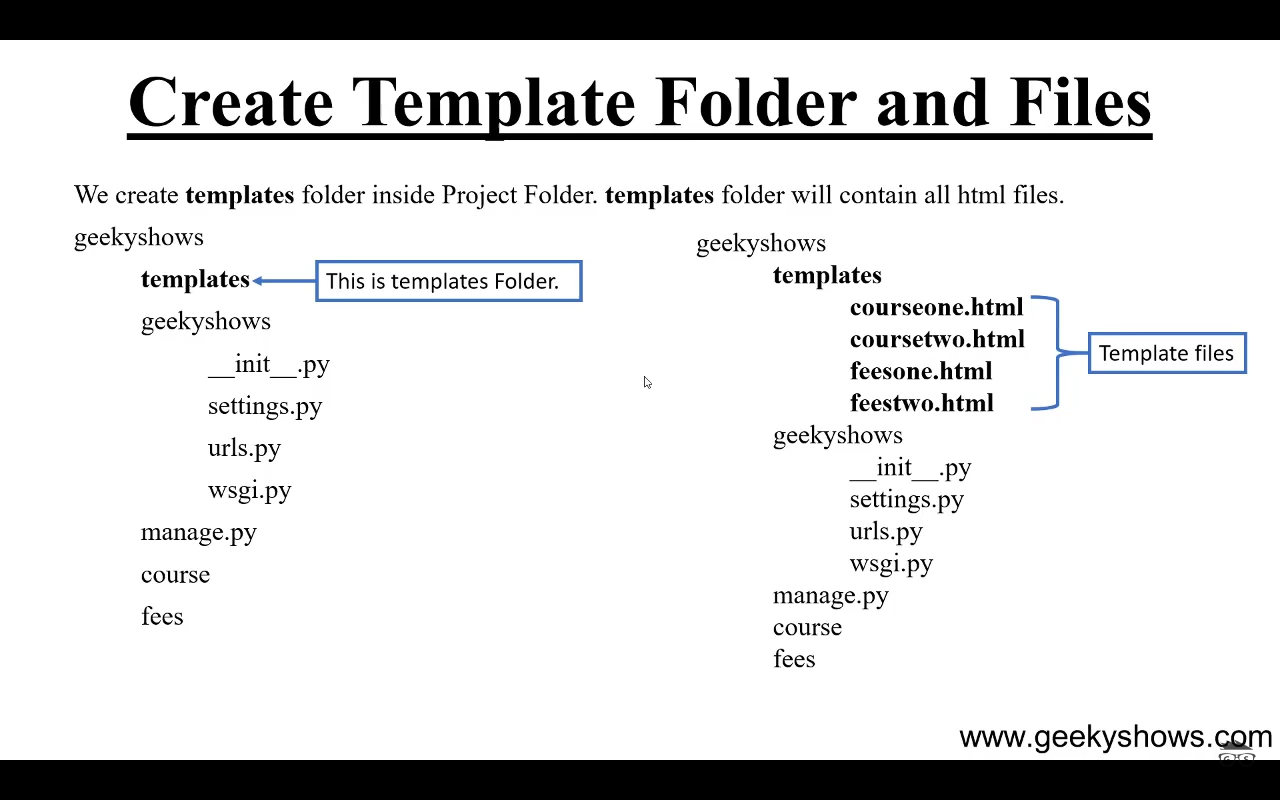 Create Template Folder and Files
We create templates folder inside Project Folder. templates folder will contain all html files.
geekyshows
templates
This is templates Folder.
geekyshows
__init__.py
settings.py
urls.py
wsgi.py
manage.py
course
fees
geekyshows
templates
courseone.html
coursetwo.html
feesone.html
feestwo.html
Template files
geekyshows
__init__.py
settings.py
urls.py
wsgi.py
manage.py
course
fees
www.geekyshows.com